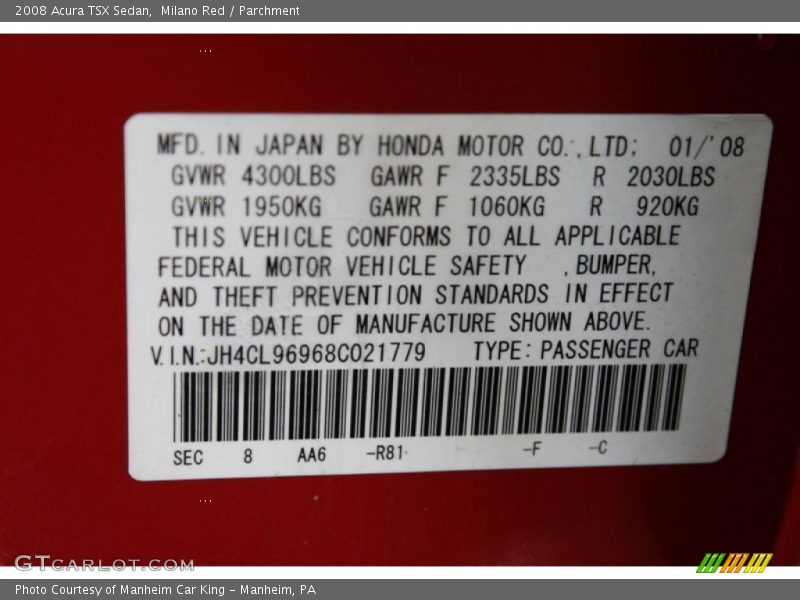 2008 Acura TSX Sedan,  Milano Red / Parchment
MFD. IN JAPAN BY HONDA MOTOR CO., LTD; 01/'08
GVWR 4300LBS GAWR F 2335LBS R 2030LBS
GVWR 1950KG GAWR F 1060KG R 920KG
THIS VEHICLE CONFORMS TO ALL APPLICABLE
FEDERAL MOTOR VEHICLE SAFETY , BUMPER,
AND THEFT PREVENTION STANDARDS IN EFFECT
ON THE DATE OF MANUFACTURE SHOWN ABOVE.
V.I.N.:JH4CL96968C021779 TYPE: PASSENGER CAR
SEC 8 AA6 -R81 -F -C
GTCARLOT.COM
Photo Courtesy of Manheim Car King - Manheim, PA